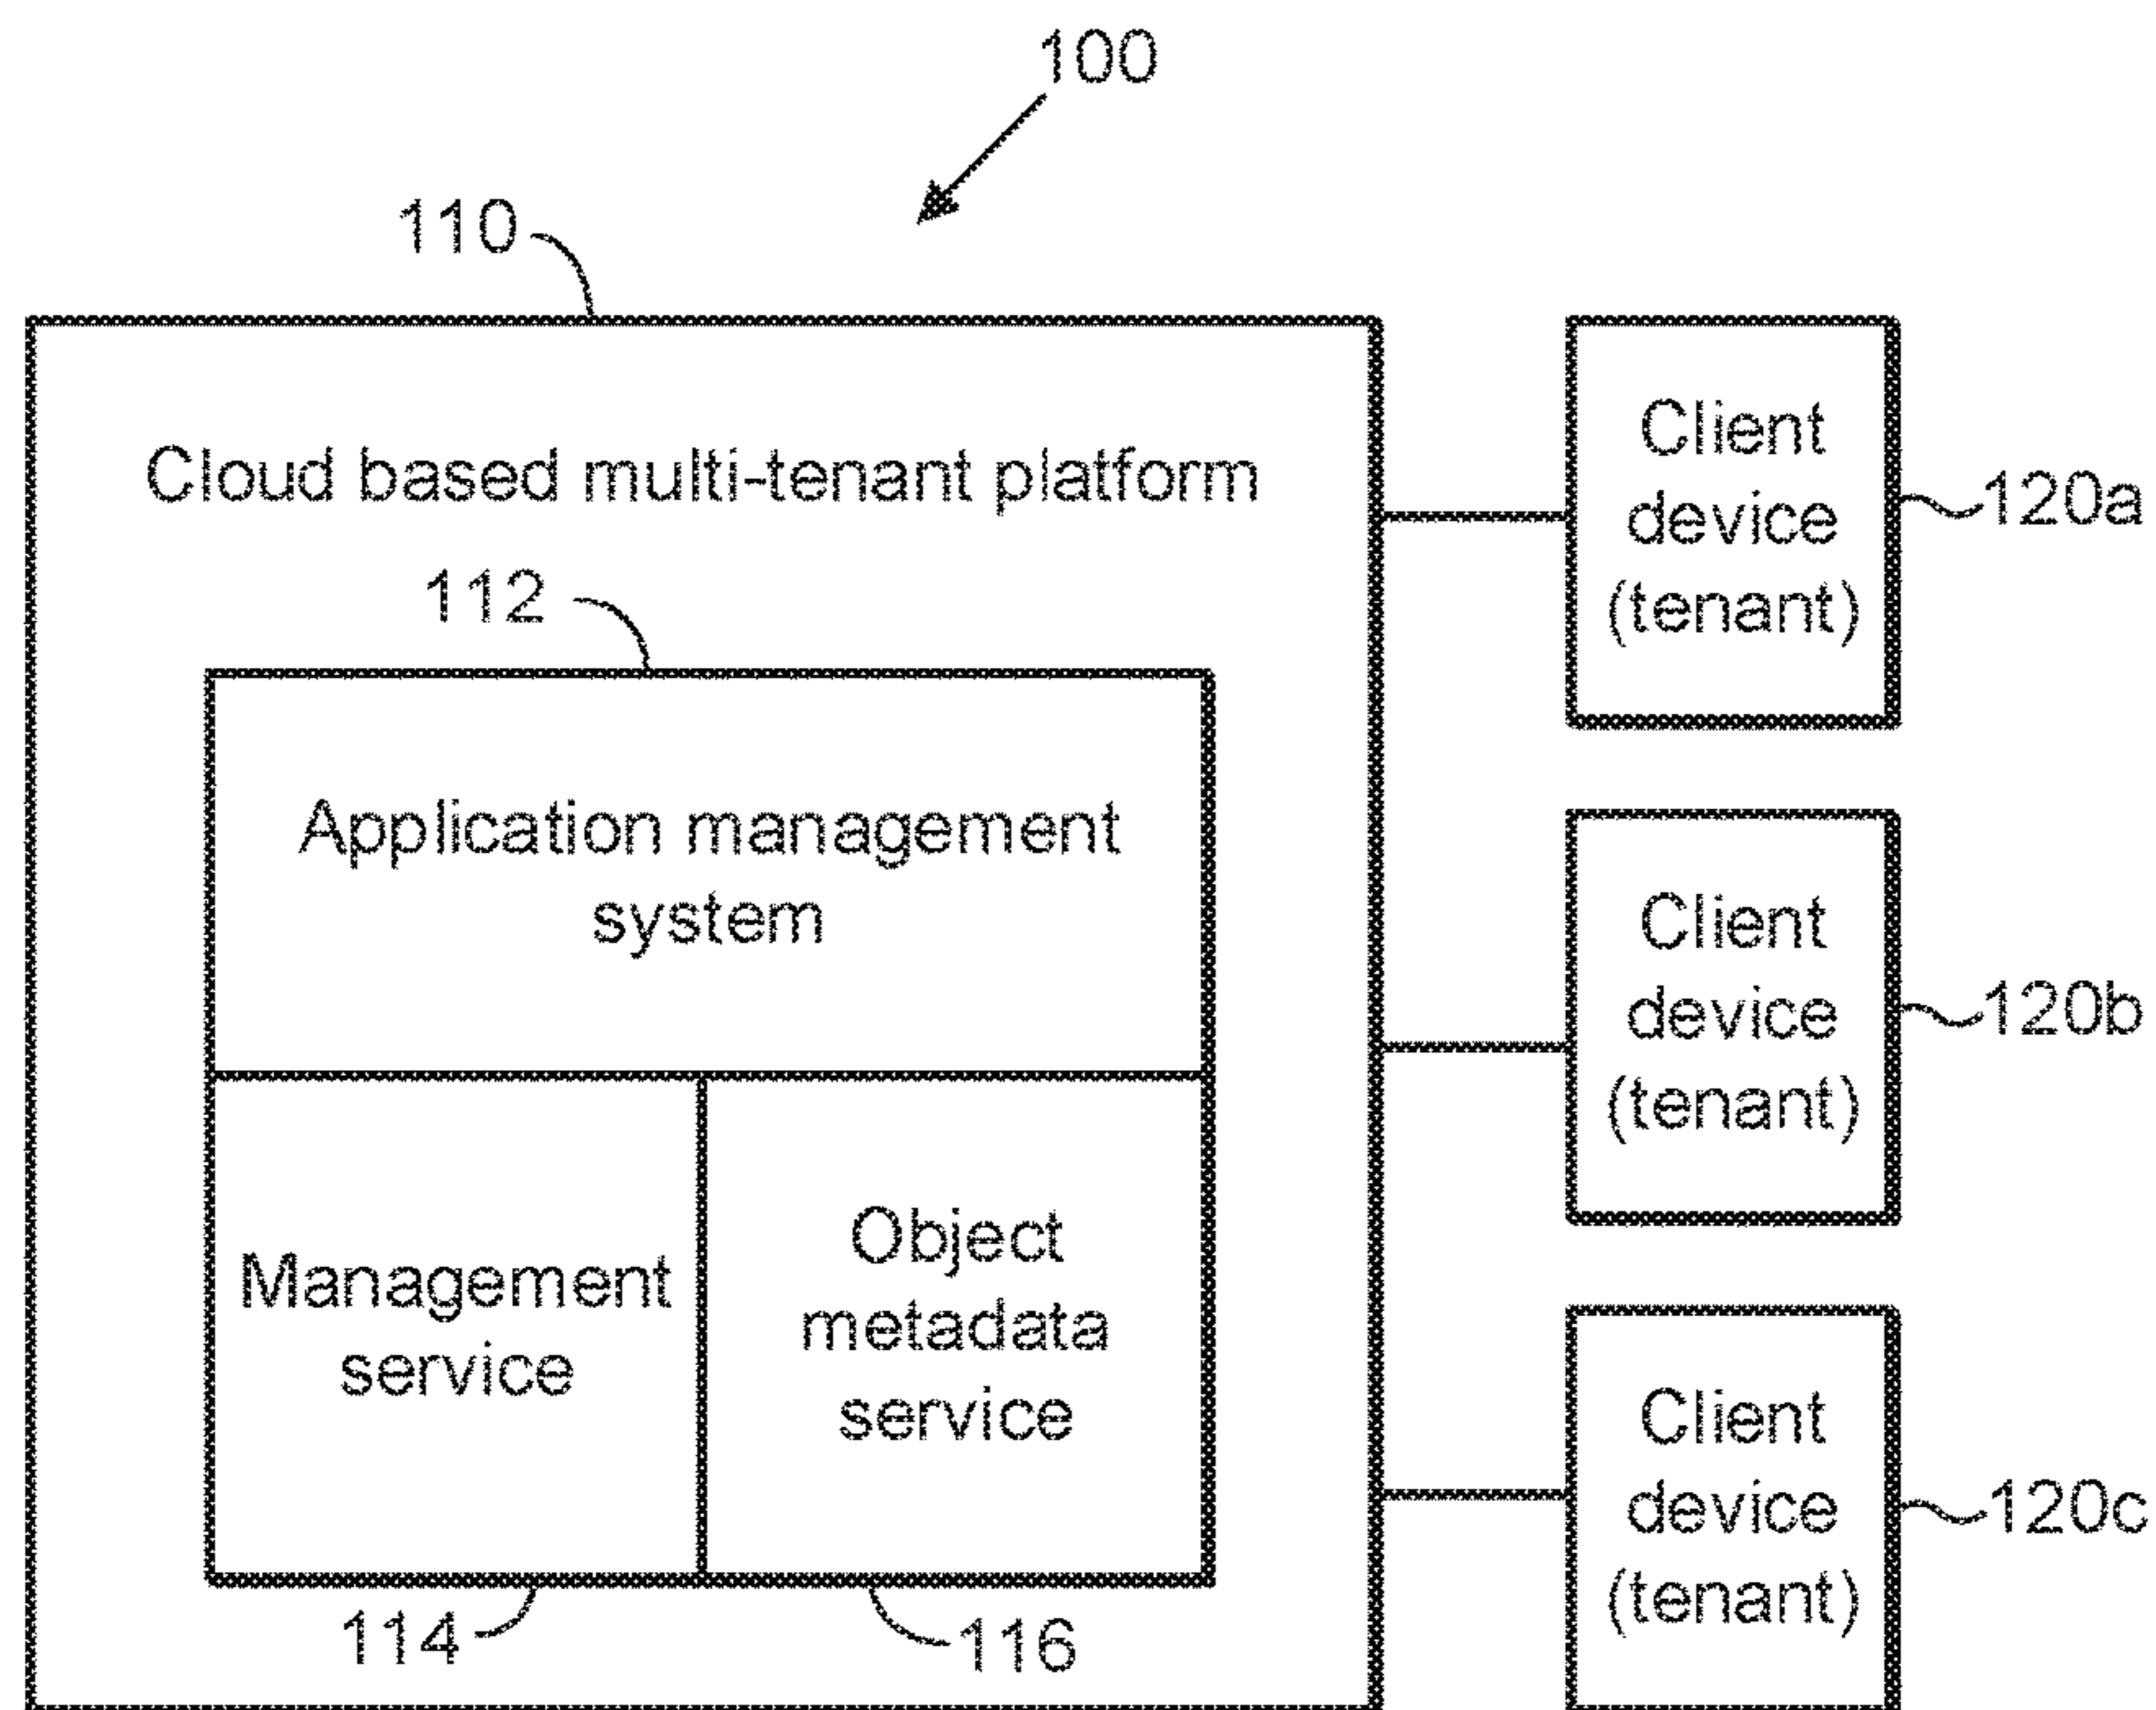 100
110
Cloud based multi-tenant platform
112
Application management
system
Management
service
Object
metadata
service
114
116
Client
device
(tenant)
120a
Client
device
(tenant)
120b
Client
device
(tenant)
120c